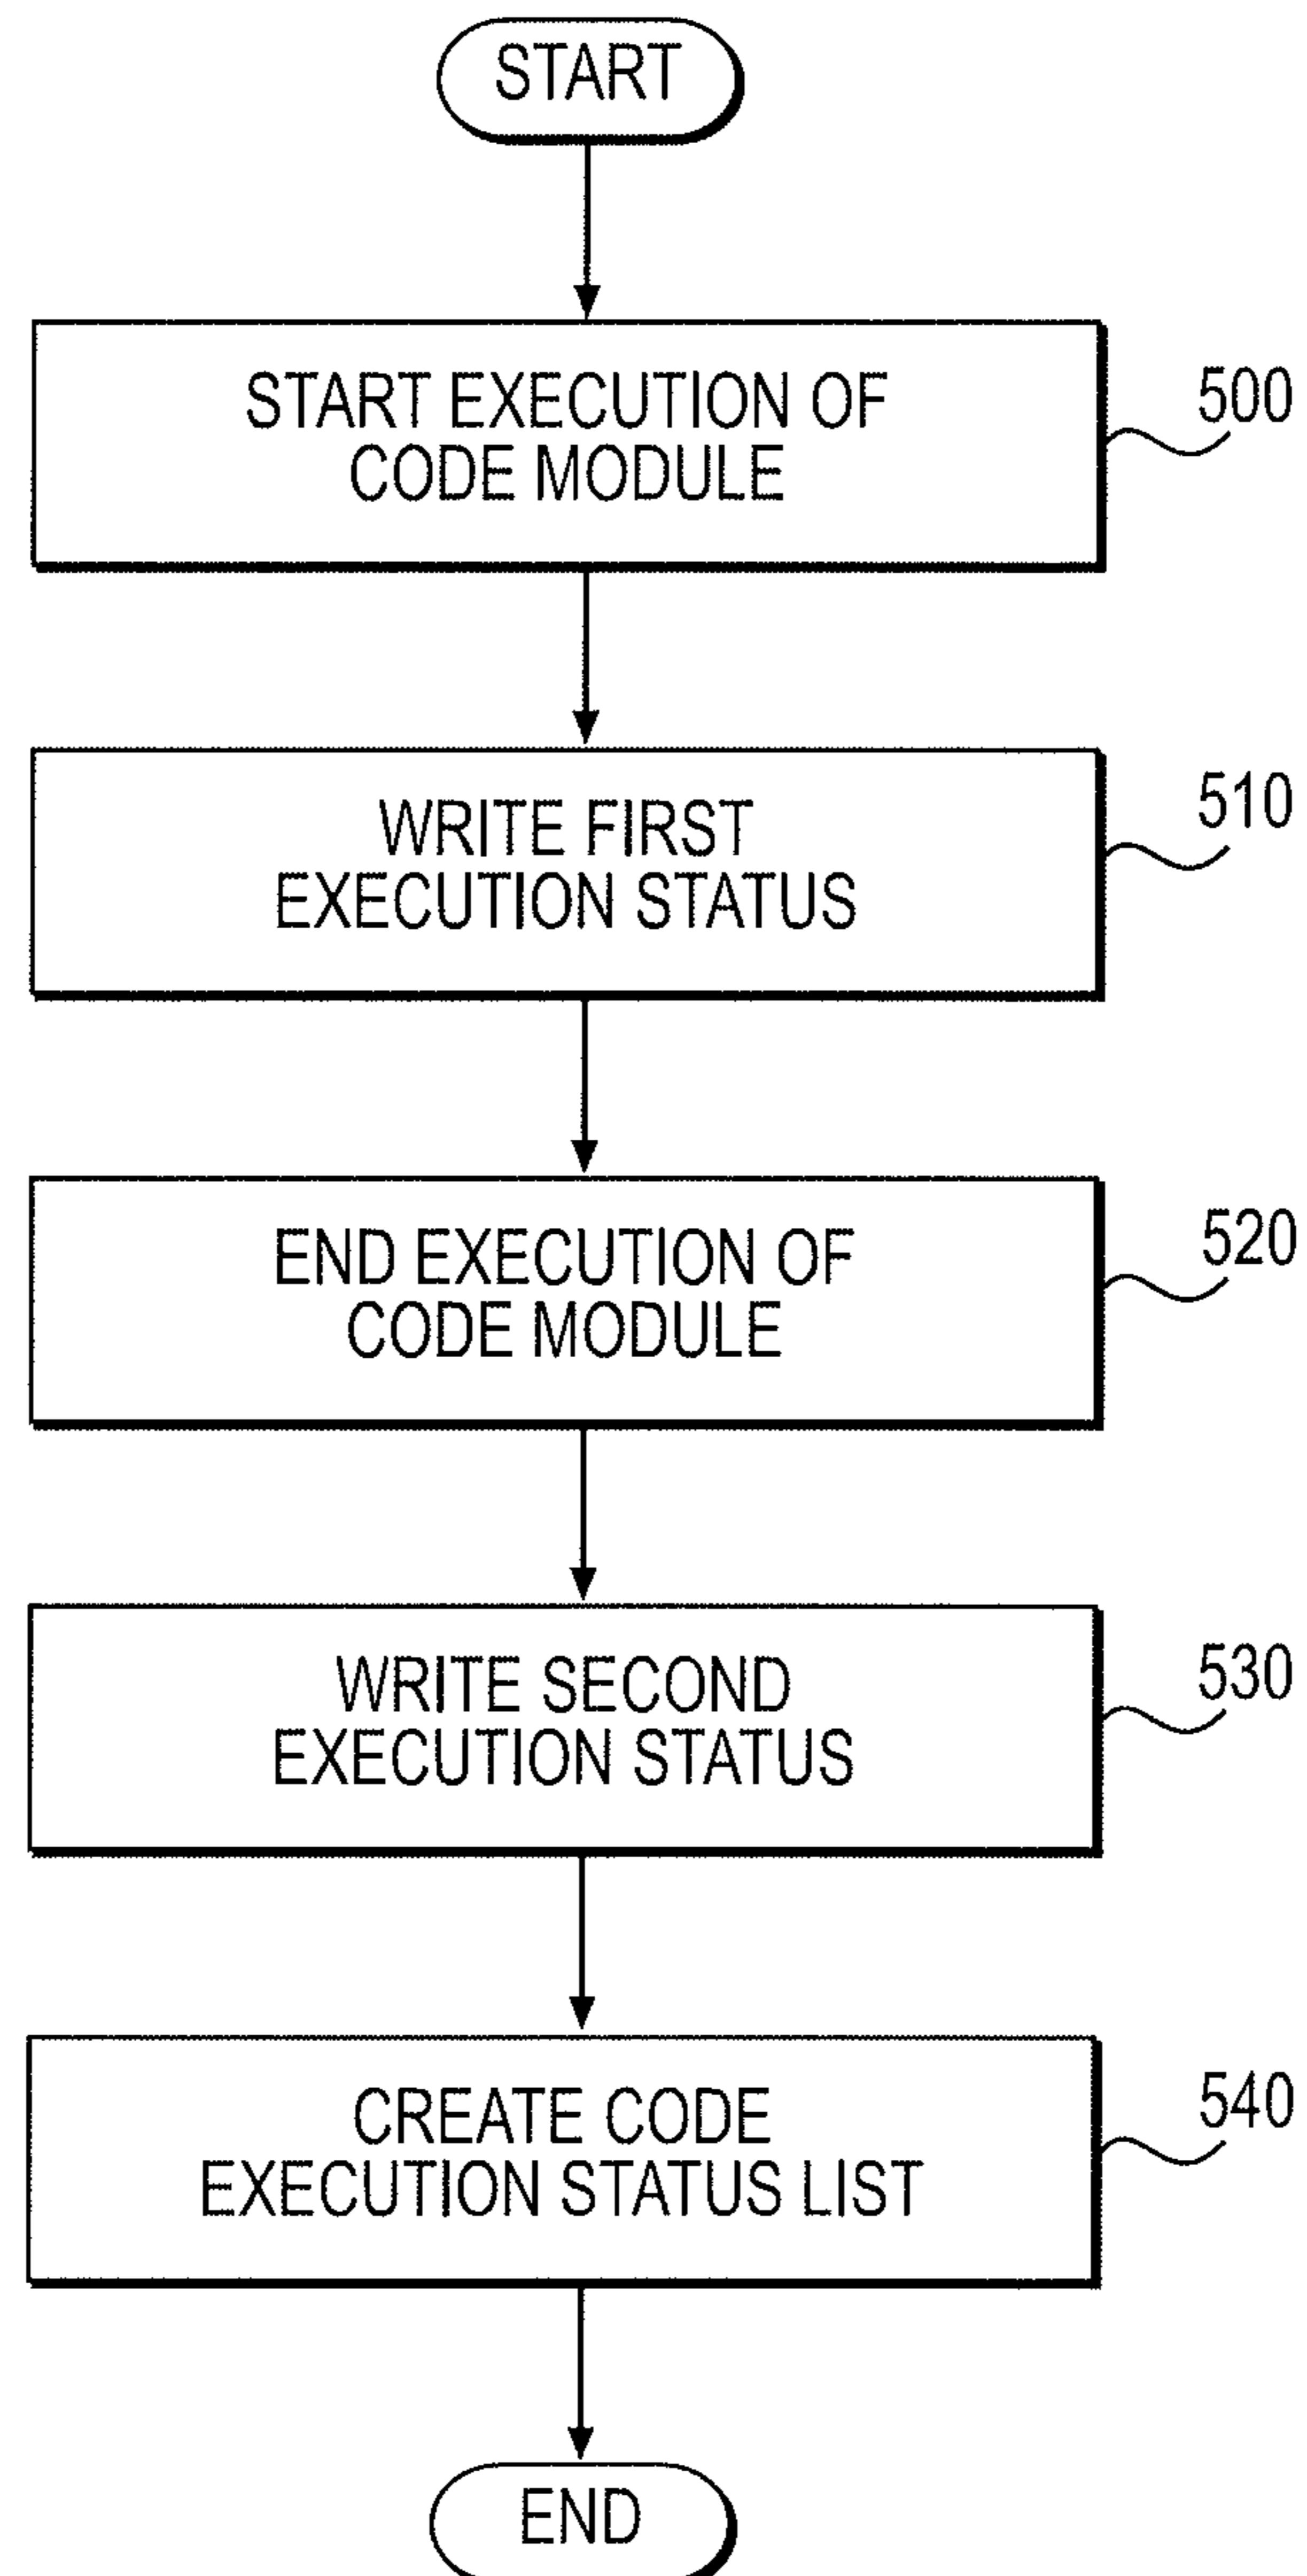 START
START EXECUTION OF
CODE MODULE
500
WRITE FIRST
EXECUTION STATUS
510
END EXECUTION OF
CODE MODULE
520
WRITE SECOND
EXECUTION STATUS
530
CREATE CODE
EXECUTION STATUS LIST
540
END